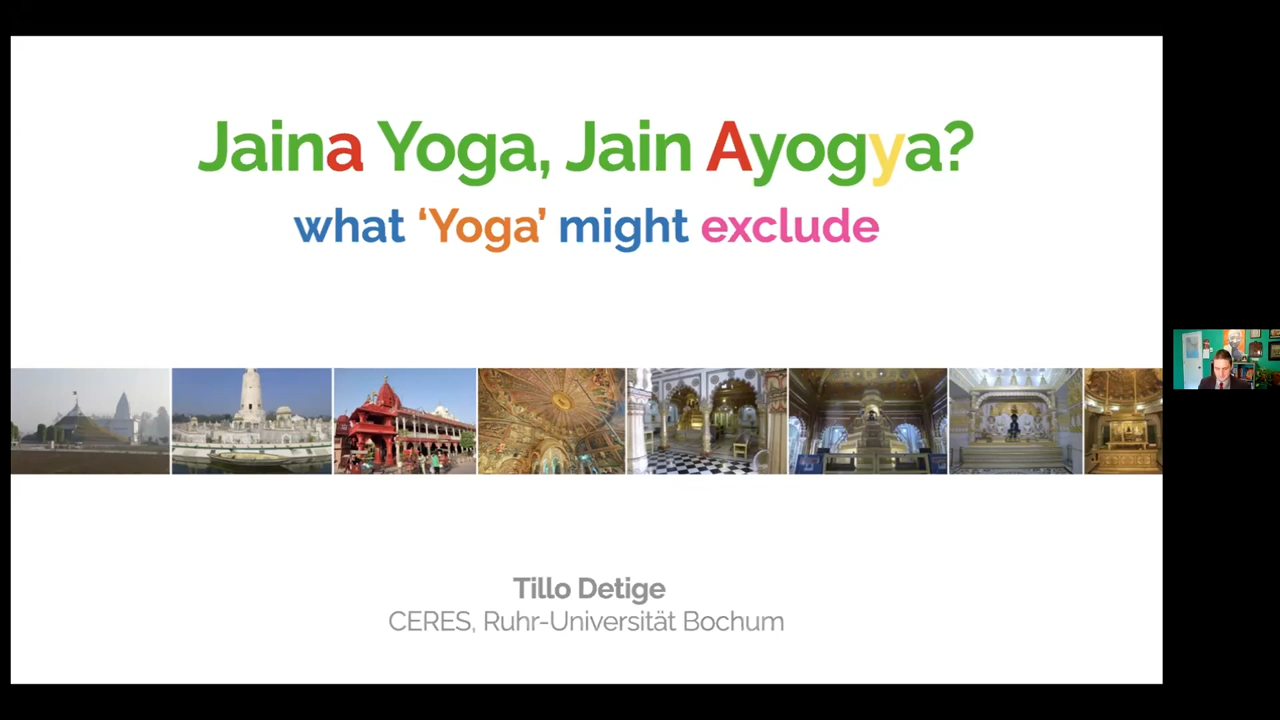 Jaina Yoga, Jain Ayogya?
what ‘Yoga’ might exclude
Tillo Detige
CERES, Ruhr-Universität Bochum